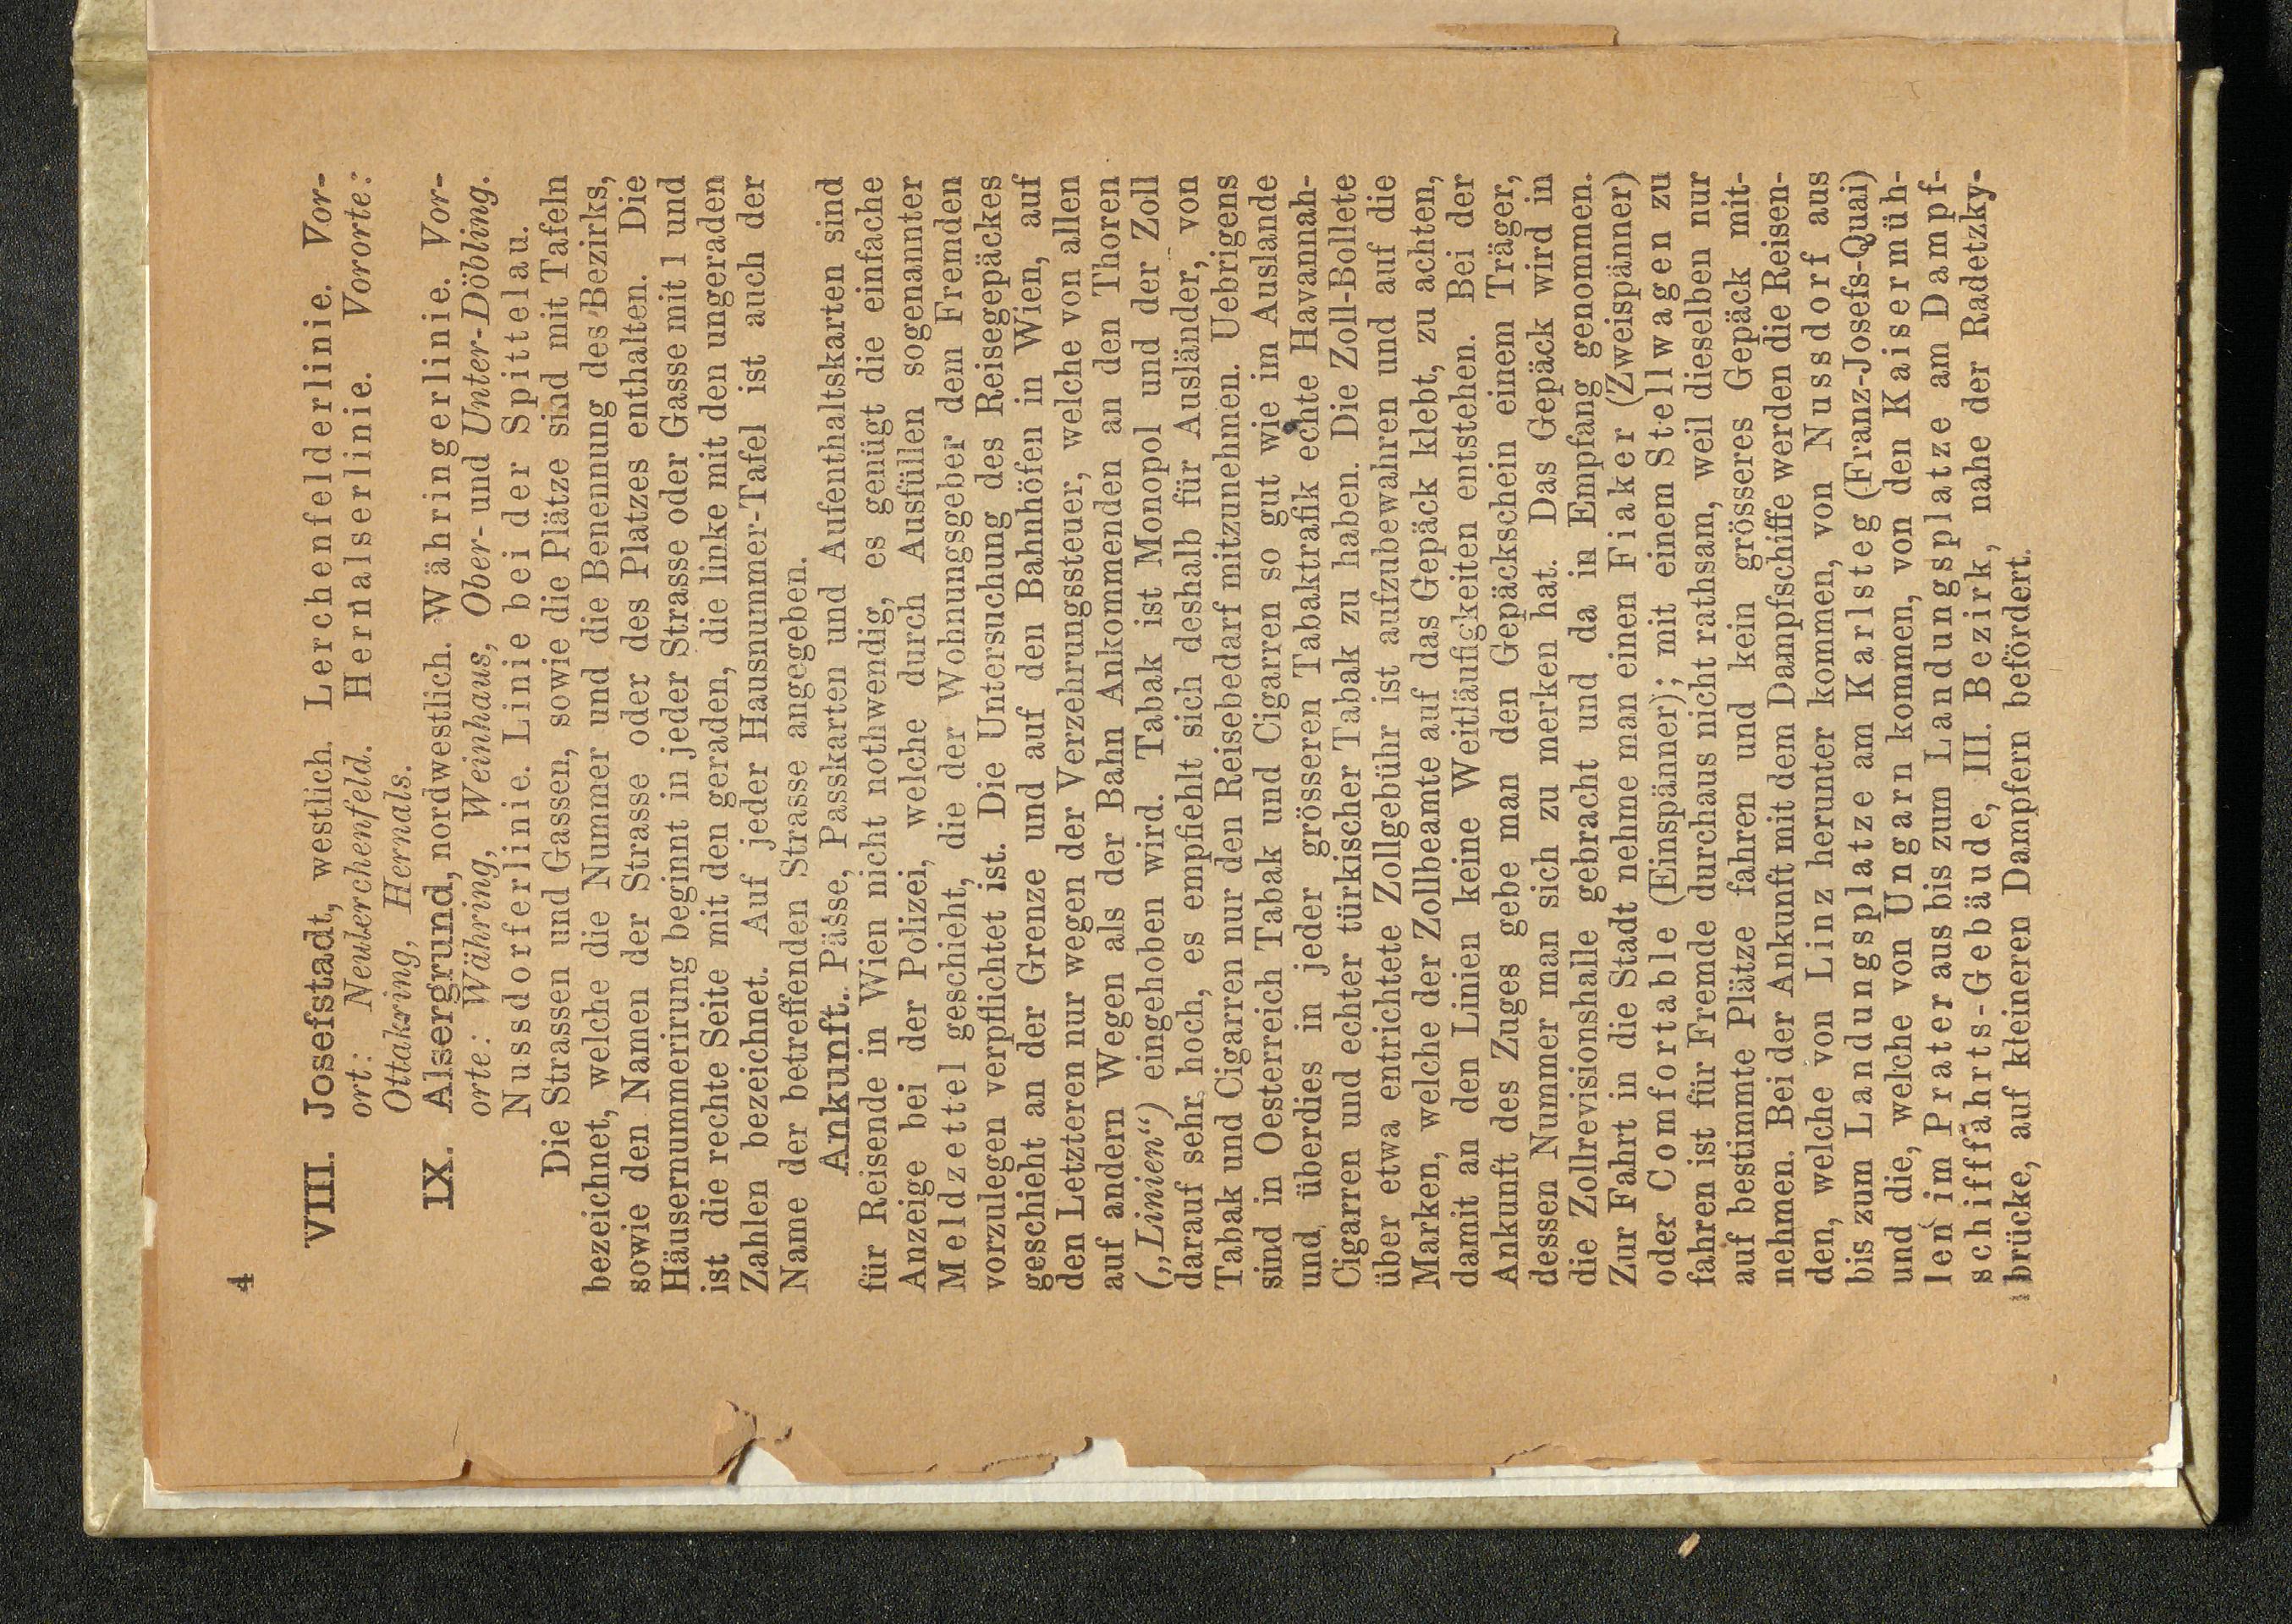 4
VIII. Josefstadt, westlich. Lerchenfelderlinie. Vor-
ort: Neulerchenfeld. Hernalserlinie. Vororte:
Ottakring, Hernals.
IX. Alsergrund, nordwestlich. Währingerlinie. Vor-
orte: Währing, Weinhaus, Ober- und Unter-Döbling.
Nussdorferlinie. Linie bei der Spittelau.
Die Strassen und Gassen, sowie die Plätze sind mit Tafeln
bezeichnet, welche die Nummer und die Benennung des Bezirks,
sowie den Namen der Strasse oder des Platzes enthalten. Die
Häusernummerirung beginnt in jeder Strasse oder Gasse mit 1 und
ist die rechte Seite mit den geraden, die linke mit den ungeraden
Zahlen bezeichnet. Auf jeder Hausnummer-Tafel ist auch der
Name der betreffenden Strasse angegeben.
Ankunft. Pässe, Passkarten und Aufenthaltskarten sind
für Reisende in Wien nicht nothwendig, es genügt die einfache
Anzeige bei der Polizei, welche durch Ausfüllen sogenannter
Meldzettel geschieht, die der Wohnungsgeber dem Fremden
vorzulegen verpflichtet ist. Die Untersuchung des Reisegepäckes
geschieht an der Grenze und auf den Bahnhöfen in Wien, auf
den Letzteren nur wegen der Verzehrungssteuer, welche von allen
auf andern Wegen als der Bahn Ankommenden an den Thoren
(„Linien“) eingehoben wird. Tabak ist Monopol und der Zoll
darauf sehr hoch, es empfiehlt sich deshalb für Ausländer, von
Tabak und Cigarren nur den Reisebedarf mitzunehmen. Uebrigens
sind in Oesterreich Tabak und Cigarren so gut wie im Auslande
und überdies in jeder grösseren Tabaktrafik echte Havannah-
Cigarren und echter türkischer Tabak zu haben. Die Zoll-Bollete
über etwa entrichtete Zollgebühr ist aufzubewahren und auf die
Marken, welche der Zollbeamte auf das Gepäck klebt, zu achten,
damit an den Linien keine Weitläufigkeiten entstehen. Bei der
Ankunft des Zuges gebe man den Gepäckschein einem Träger,
dessen Nummer man sich zu merken hat. Das Gepäck wird in
die Zollrevisionshalle gebracht und da in Empfang genommen.
Zur Fahrt in die Stadt nehme man einen Fiaker (Zweispänner)
oder Comfortable (Einspänner); mit einem Stellwagen zu
fahren ist für Fremde durchaus nicht rathsam, weil dieselben nur
auf bestimmte Plätze fahren und kein grösseres Gepäck mit-
nehmen. Bei der Ankunft mit dem Dampfschiffe werden die Reisen-
den, welche von Linz herunter kommen, von Nussdorf aus
bis zum Landungsplatze am Karlsteg (Franz-Josefs-Quai)
und die, welche von Ungarn kommen, von den Kaisermüh-
len im Prater aus bis zum Landungsplatze am Dampf-
schifffahrts-Gebäude, III. Bezirk, nahe der Radetzky-
brücke, auf kleineren Dampfern befördert.